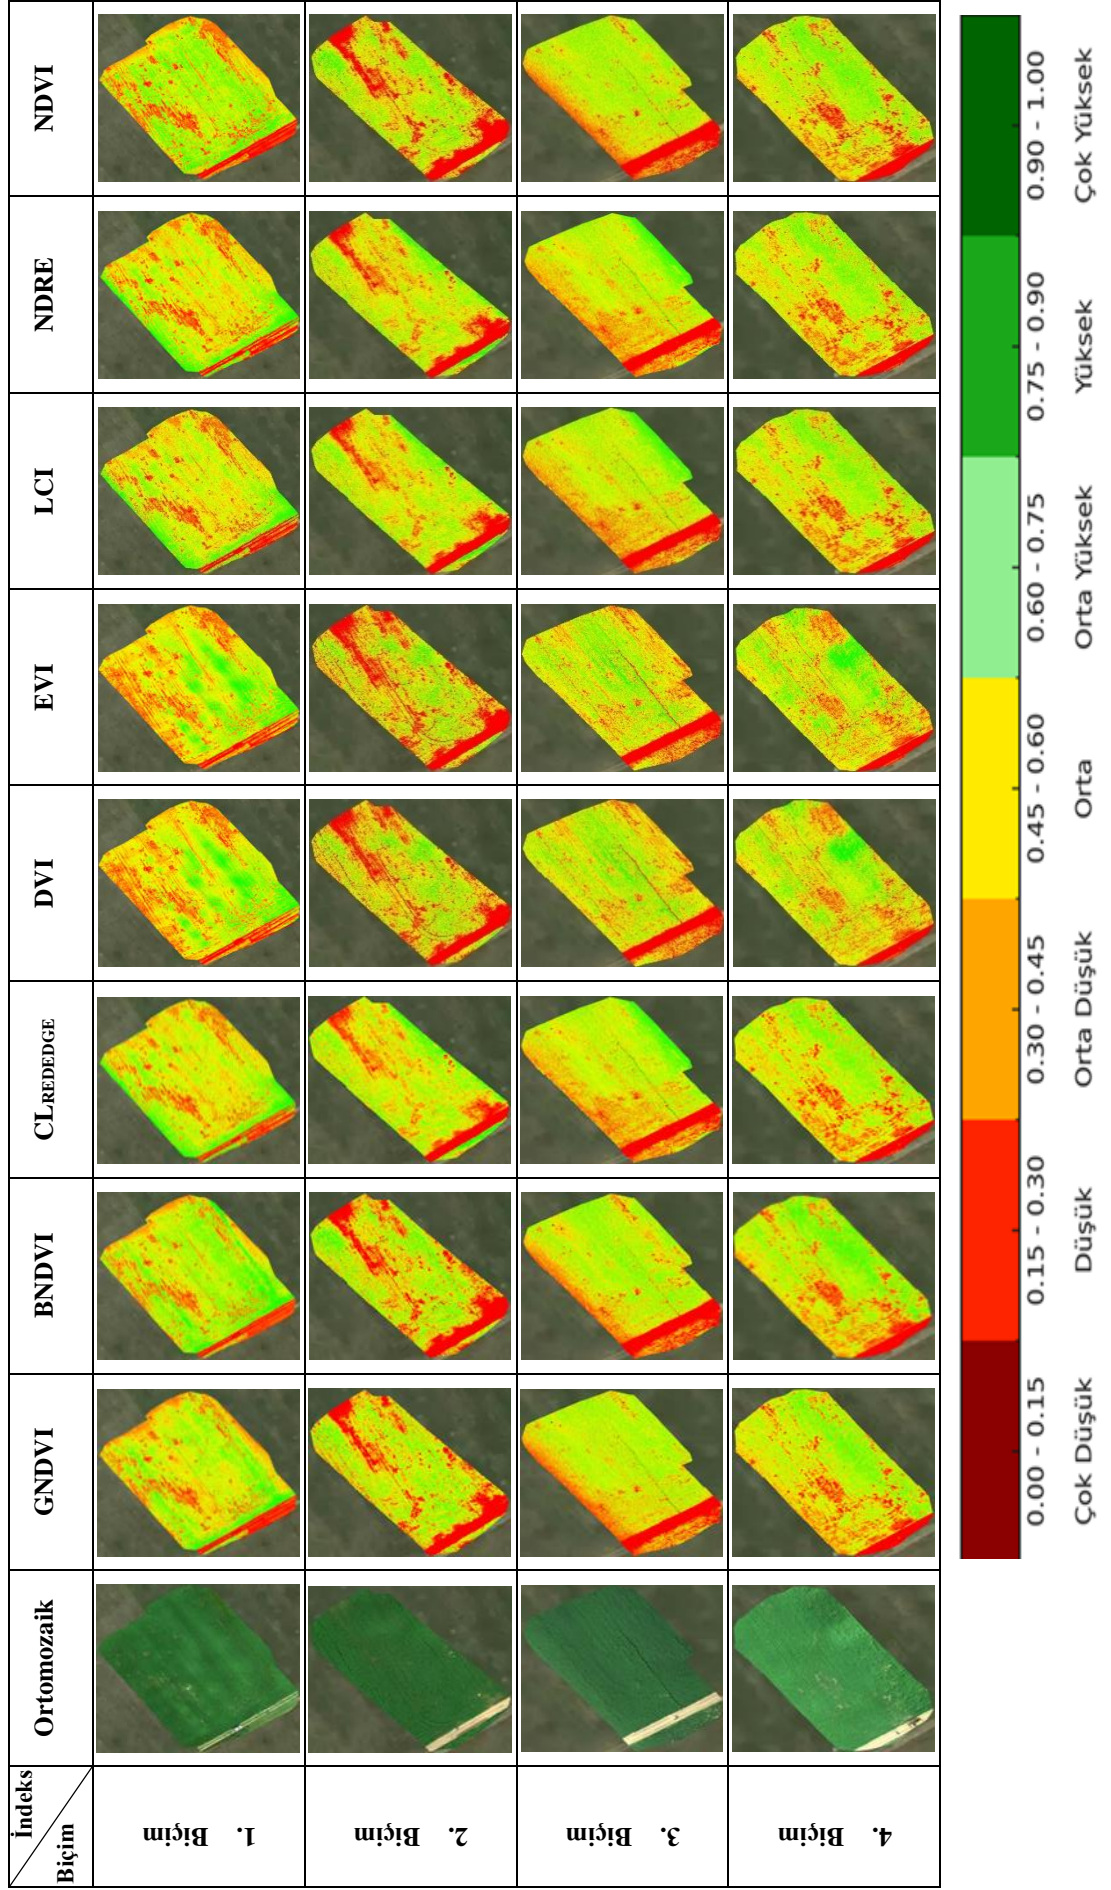 İndeks
Biçim
Ortomozaik
GNDVI
BNDVI
CLREDEDGE
DVI
EVI
LCI
NDRE
NDVI
1. Biçim
2. Biçim
3. Biçim
4. Biçim
0.00 - 0.15
0.15 - 0.30
0.30 - 0.45
0.45 - 0.60
0.60 - 0.75
0.75 - 0.90
0.90 - 1.00
Çok Düşük
Düşük
Orta Düşük
Orta
Orta Yüksek
Yüksek
Çok Yüksek